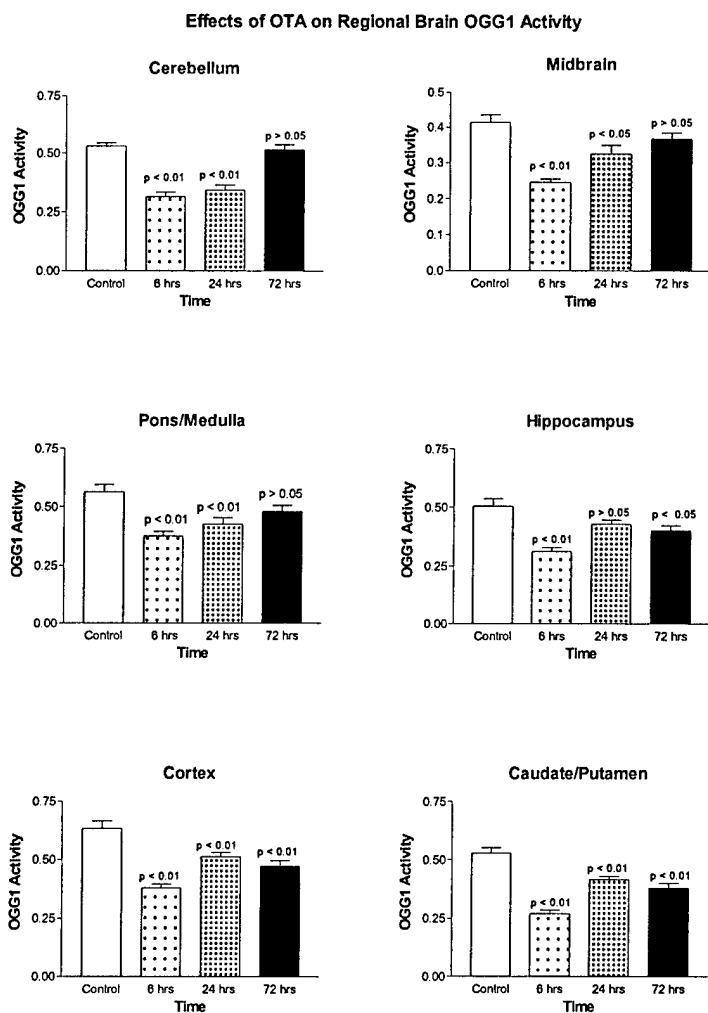 Effects of OTA on Regional Brain OGG1 Activity
Cerebellum
OGG1 Activity
0.75
0.50
0.25
0.00
p < 0.01
p < 0.01
p > 0.05
Control
6 hrs
24 hrs
72 hrs
Time
Midbrain
OGG1 Activity
0.5
0.4
0.3
0.2
0.1
0.0
p < 0.01
p < 0.05
p > 0.05
Control
6 hrs
24 hrs
72 hrs
Time
Pons/Medulla
OGG1 Activity
0.75
0.50
0.25
0.00
p < 0.01
p < 0.01
p > 0.05
Control
6 hrs
24 hrs
72 hrs
Time
Hippocampus
OGG1 Activity
0.75
0.50
0.25
0.00
p < 0.01
p > 0.05
p < 0.05
Control
6 hrs
24 hrs
72 hrs
Time
Cortex
OGG1 Activity
0.75
0.50
0.25
0.00
p < 0.01
p < 0.01
p < 0.01
Control
6 hrs
24 hrs
72 hrs
Time
Caudate/Putamen
OGG1 Activity
0.75
0.50
0.25
0.00
p < 0.01
p < 0.01
p < 0.01
Control
6 hrs
24 hrs
72 hrs
Time